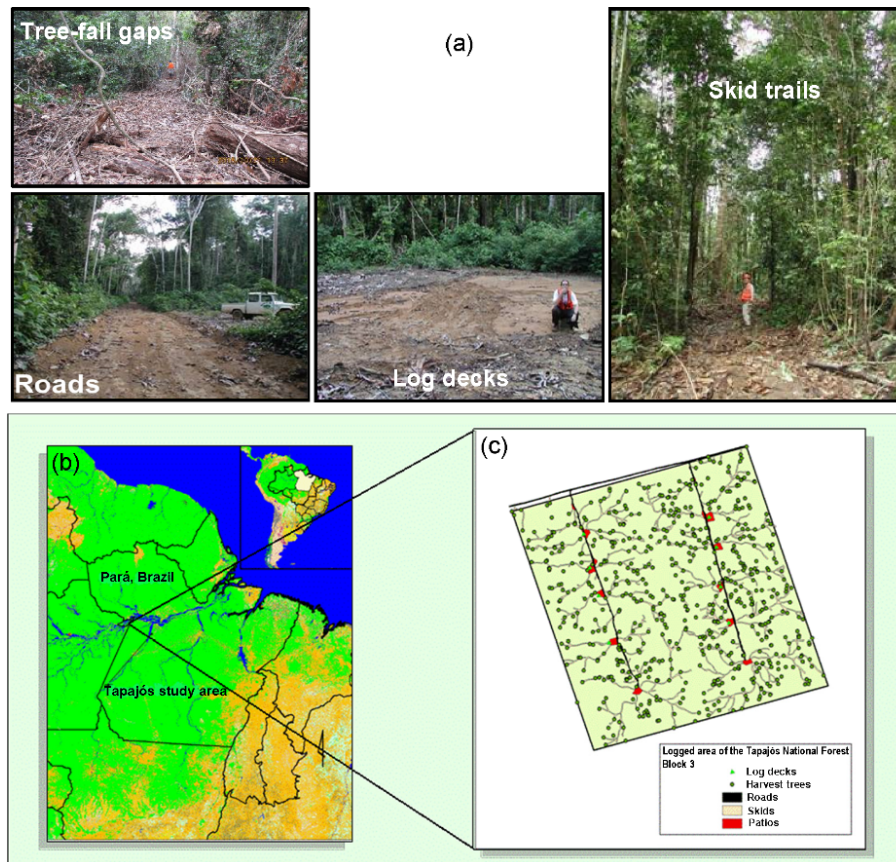 Tree-fall gaps
(a)
Skid trails
Roads
Log decks
(b)
Pará, Brazil
Tapajós study area
(c)
Logged area of the Tapajós National Forest
Block 3
Log decks
Harvest trees
Roads
Skids
Patios